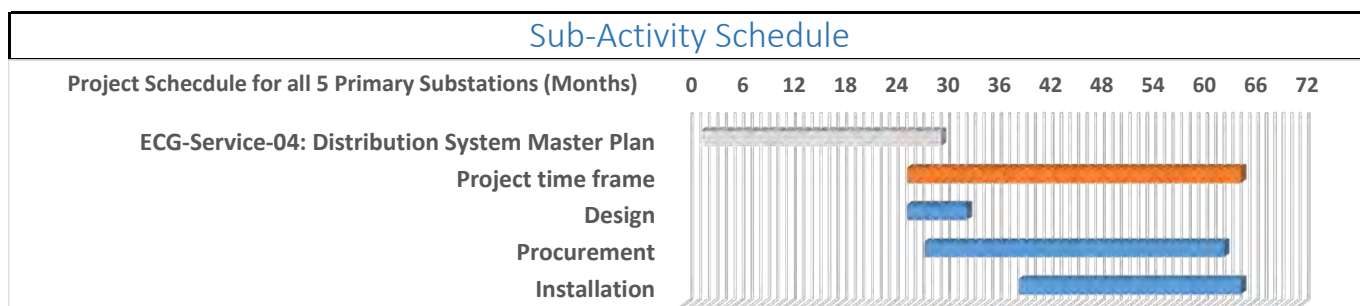 Sub-Activity Schedule
Project Schecdule for all 5 Primary Substations (Months) 0 6 12 18 24 30 36 42 48 54 60 66 72
ECG-Service-04: Distribution System Master Plan
Project time frame
Design
Procurement
Installation